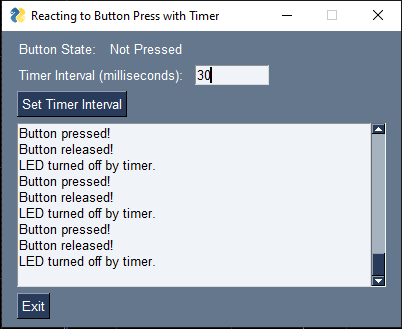 Reacting to Button Press with Timer
Button State: Not Pressed
Timer Interval (milliseconds): 30
Set Timer Interval
Button pressed!
Button released!
LED turned off by timer.
Button pressed!
Button released!
LED turned off by timer.
Button pressed!
Button released!
LED turned off by timer.
Exit